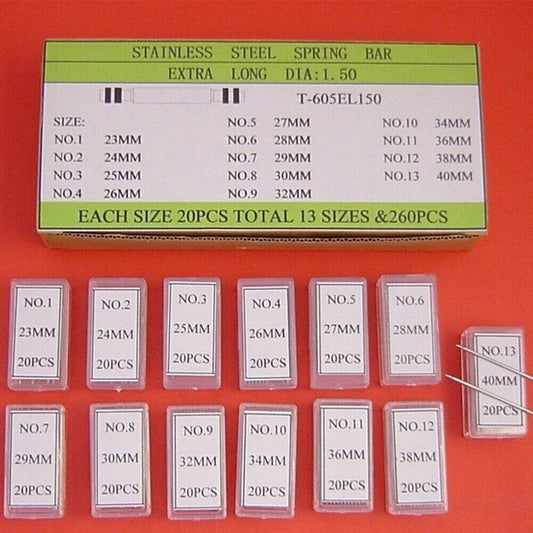 STAINLESS STEEL SPRING BAR
EXTRA LONG DIA:1.50
T-605EL150
SIZE:
NO.1 23MM
NO.2 24MM
NO.3 25MM
NO.4 26MM
NO.5 27MM
NO.6 28MM
NO.7 29MM
NO.8 30MM
NO.9 32MM
NO.10 34MM
NO.11 36MM
NO.12 38MM
NO.13 40MM
EACH SIZE 20PCS TOTAL 13 SIZES &260PCS
NO.1
23MM
20PCS
NO.2
24MM
20PCS
NO.3
25MM
20PCS
NO.4
26MM
20PCS
NO.5
27MM
20PCS
NO.6
28MM
20PCS
NO.13
40MM
20PCS
NO.7
29MM
20PCS
NO.8
30MM
20PCS
NO.9
32MM
20PCS
NO.10
34MM
20PCS
NO.11
36MM
20PCS
NO.12
38MM
20PCS